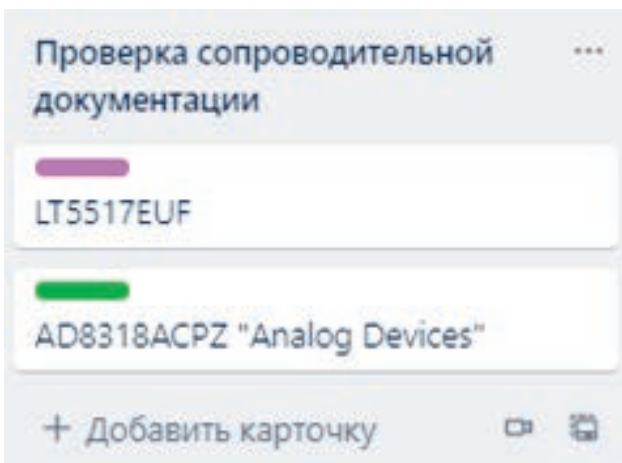 Проверка сопроводительной
документации
LT5517EUF
AD8318ACPZ "Analog Devices"
+ Добавить карточку